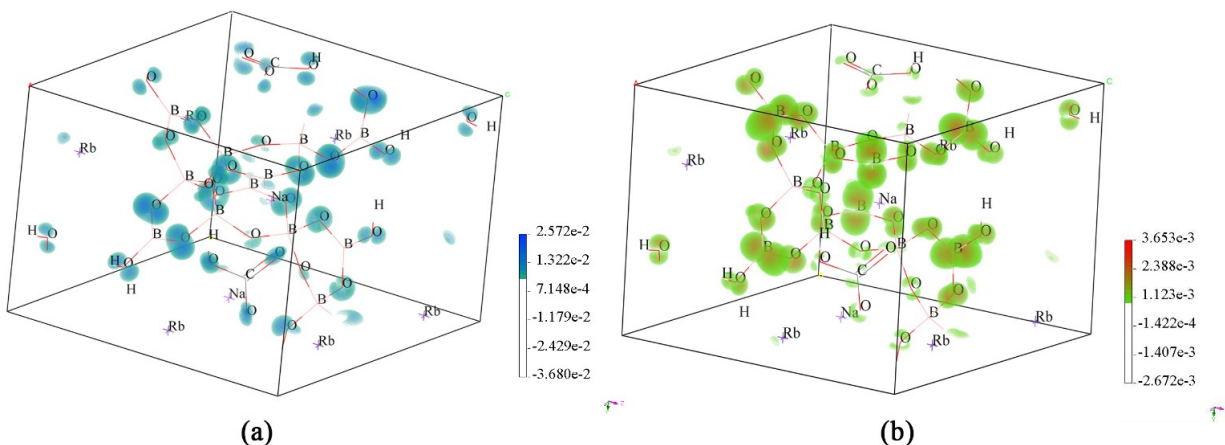 H
O
C
O
O
O
B
R
O
O
O
B
Rb
H
O
H
O
B
O
B
O
Rb
B
B
O
O
B
B
O
Na
O
B
O
B
O
H
O
H
O
B
O
H
O
B
B
O
H
O
H
O
C
O
O
Na
B
O
Rb
Rb
O
2.572e-2
1.322e-2
7.148e-4
-1.179e-2
-2.429e-2
-3.680e-2
(a)
H
O
C
O
O
O
B
Rb
B
B
Rb
O
H
O
H
O
Rb
B
B
O
O
B
O
Na
B
O
B
O
H
O
H
O
B
O
H
O
O
B
B
O
H
O
H
O
C
O
O
Na
B
O
Rb
Rb
Rb
3.653e-3
2.388e-3
1.123e-3
-1.422e-4
-1.407e-3
-2.672e-3
(b)